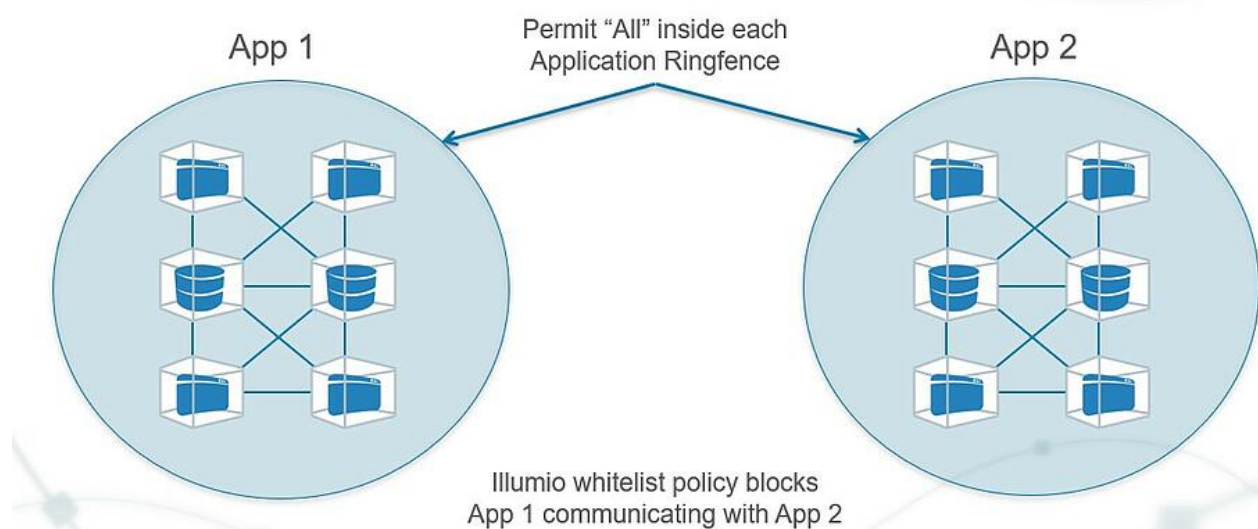 App 1
Permit “All” inside each
Application Ringfence
App 2
Illumio whitelist policy blocks
App 1 communicating with App 2